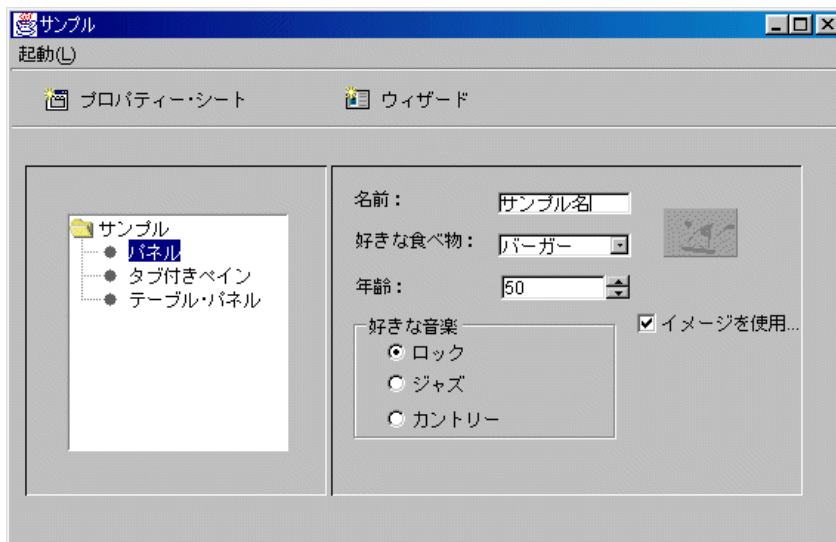 サンプル
起動(L)
プロパティー・シート
ウィザード
サンプル
パネル
タブ付きペイン
テーブル・パネル
名前:
サンプル名
好きな食べ物:
バーガー
年齢:
50
イメージを使用...
好きな音楽
ロック
ジャズ
カントリー